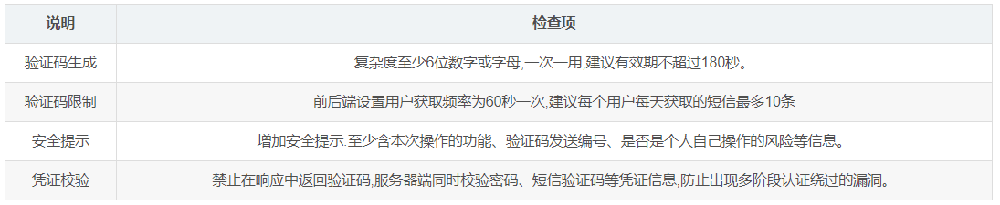 说明 检查项
验证码生成 复杂度至少6位数字或字母,一次一用,建议有效期不超过180秒。
验证码限制 前后端设置用户获取频率为60秒一次,建议每个用户每天获取的短信最多10条
安全提示 增加安全提示:至少含本次操作的功能、验证码发送编号、是否是个人自己操作的风险等信息。
凭证校验 禁止在响应中返回验证码,服务器端同时校验密码、短信验证码等凭证信息,防止出现多阶段认证绕过的漏洞。